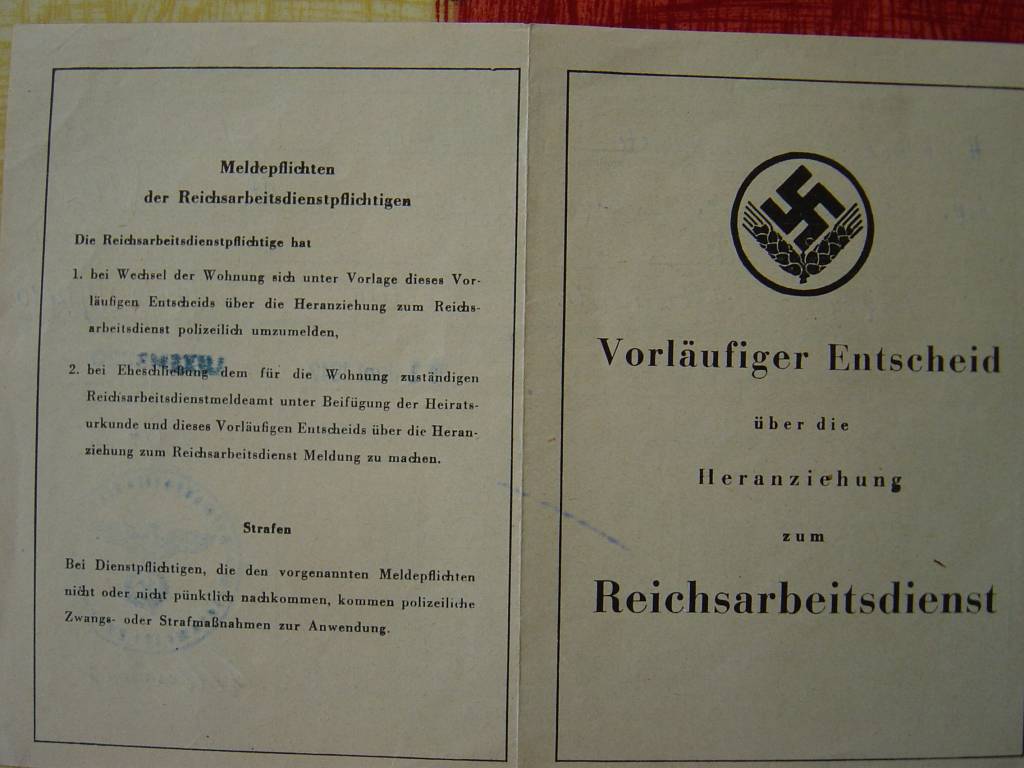 Meldepflichten
der Reichsarbeitsdienstpflichtigen
Die Reichsarbeitsdienstpflichtige hat
1. bei Wechsel der Wohnung sich unter Vorlage dieses Vor-
läufigen Entscheids über die Heranziehung zum Reichs-
arbeitsdienst polizeilich umzumelden,
2. bei Eheschließung dem für die Wohnung zuständigen
Reichsarbeitsdienstmeldeamt unter Beifügung der Heirats-
urkunde und dieses Vorläufigen Entscheids über die Heran-
ziehung zum Reichsarbeitsdienst Meldung zu machen.
Strafen
Bei Dienstpflichtigen, die den vorgenannten Meldepflichten
nicht oder nicht pünktlich nachkommen, kommen polizeiliche
Zwangs- oder Strafmaßnahmen zur Anwendung.
Vorläufiger Entscheid
über die
Heranziehung
zum
Reichsarbeitsdienst